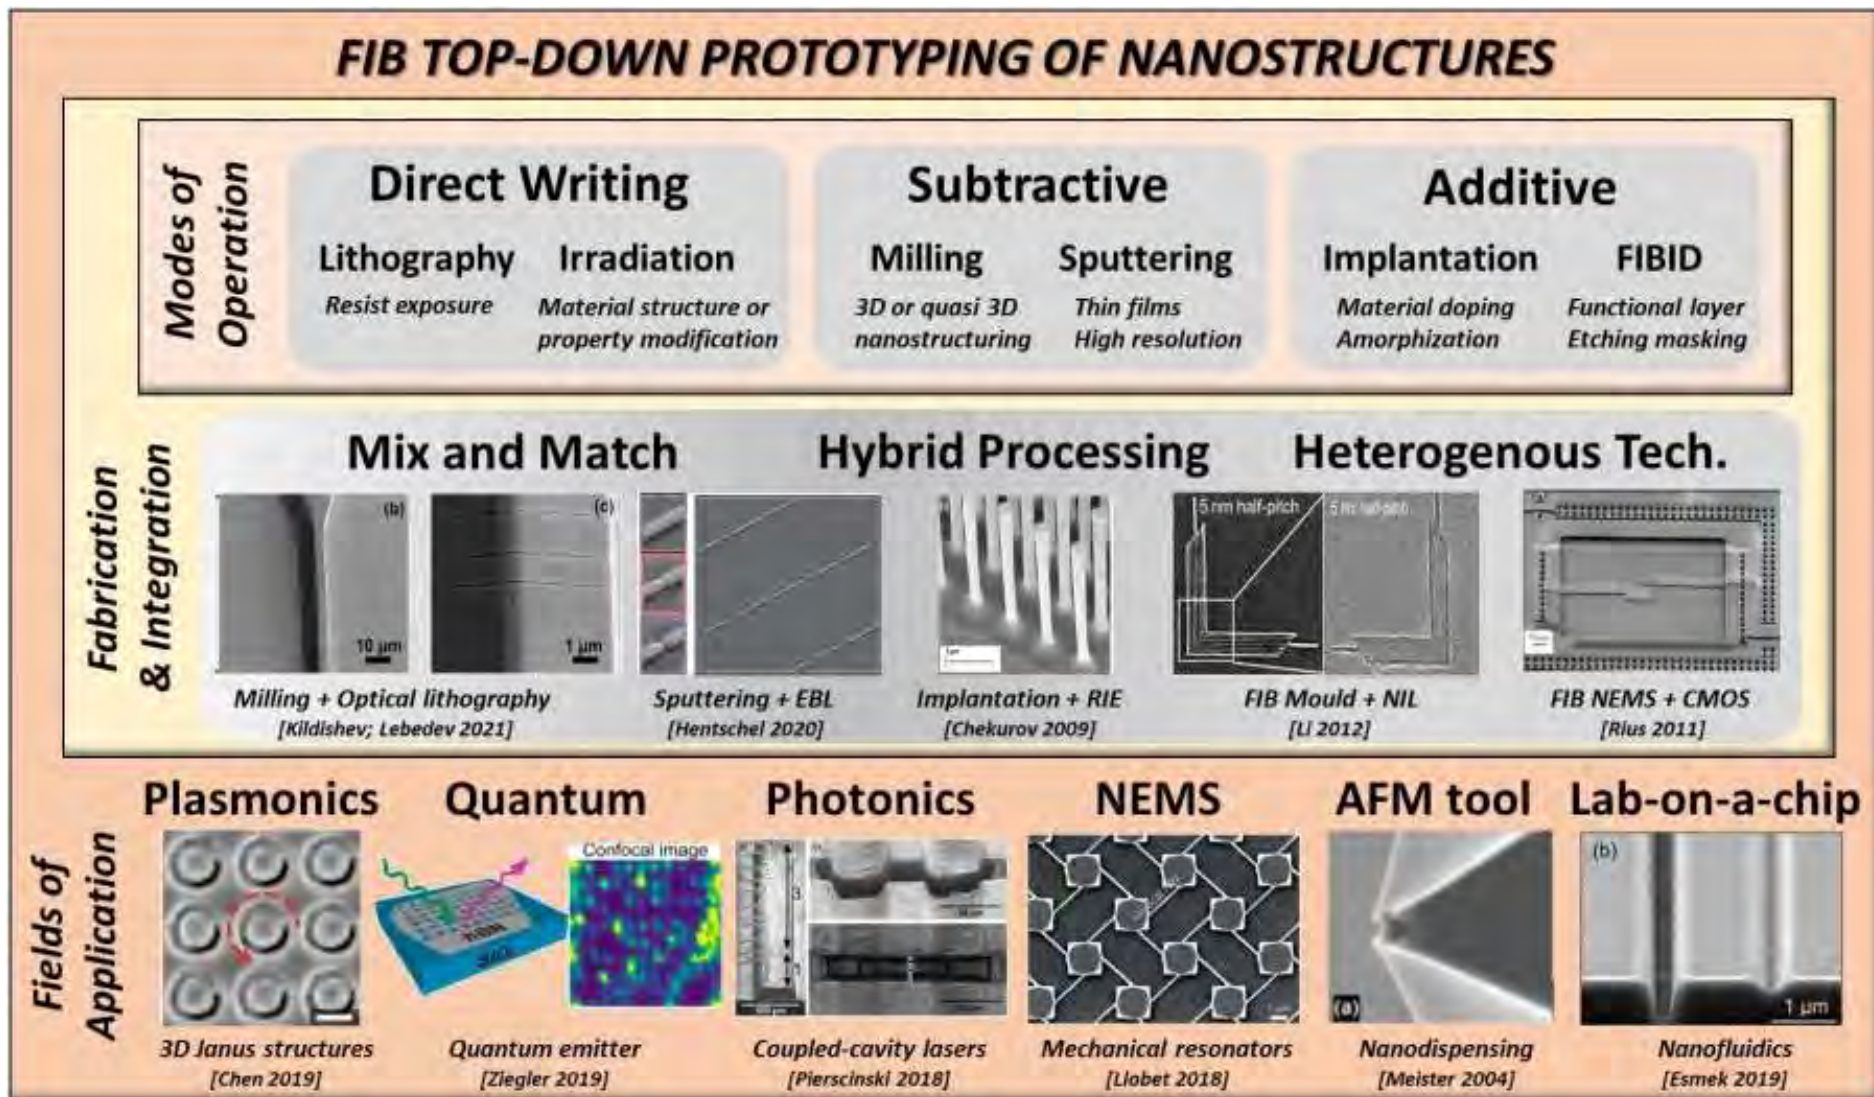 FIB TOP-DOWN PROTOTYPING OF NANOSTRUCTURES
Modes of
Operation
Direct Writing
Lithography
Resist exposure
Irradiation
Material structure or
property modification
Subtractive
Milling
3D or quasi 3D
nanostructuring
Sputtering
Thin films
High resolution
Additive
Implantation
Material doping
Amorphization
FIBID
Functional layer
Etching masking
Fabrication
& Integration
Mix and Match
Hybrid Processing
Heterogenous Tech.
(b)
10 µm
(c)
1 µm
5 nm half-pitch
5 nm half-pitch
Milling + Optical lithography
[Kildishev; Lebedev 2021]
Sputtering + EBL
[Hentschel 2020]
Implantation + RIE
[Chekurov 2009]
FIB Mould + NIL
[Li 2012]
FIB NEMS + CMOS
[Rius 2011]
Fields of
Application
Plasmonics
3D Janus structures
[Chen 2019]
Quantum
Confocal image
hBN
Quantum emitter
[Ziegler 2019]
Photonics
3
Coupled-cavity lasers
[Pierscinski 2018]
NEMS
Mechanical resonators
[Llobet 2018]
AFM tool
(a)
Nanodispensing
[Meister 2004]
Lab-on-a-chip
(b)
1 µm
Nanofluidics
[Esmek 2019]